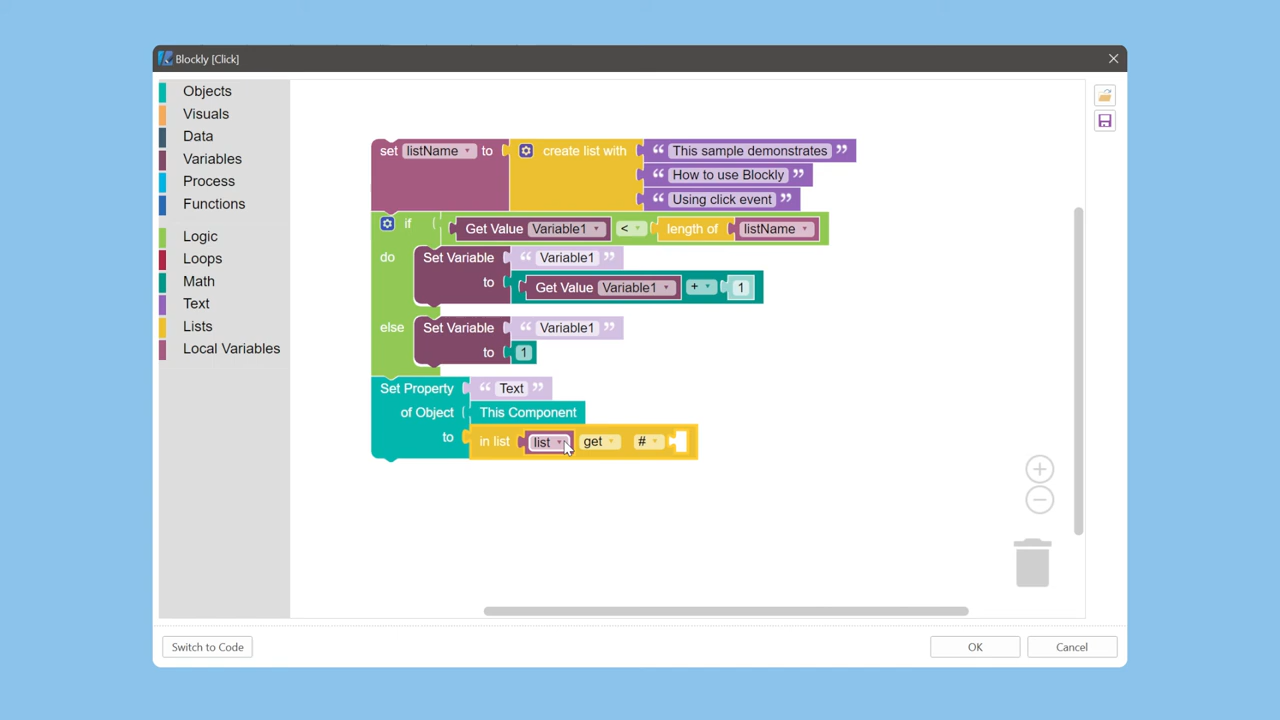 Blockly [Click]
Objects
Visuals
Data
Variables
Process
Functions
Logic
Loops
Math
Text
Lists
Local Variables
set listName to create list with “ This sample demonstrates ”
“ How to use Blockly ”
“ Using click event ”
if Get Value Variable1 < length of listName
do Set Variable “ Variable1 ”
to Get Value Variable1 + 1
else Set Variable “ Variable1 ”
to 1
Set Property “ Text ”
of Object This Component
to in list list get #
Switch to Code
OK Cancel